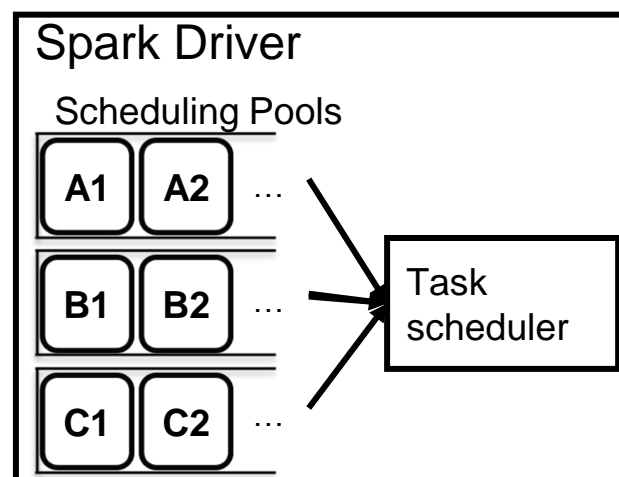 Spark Driver
Scheduling Pools
A1 A2 …
B1 B2 …
Task
scheduler
C1 C2 …